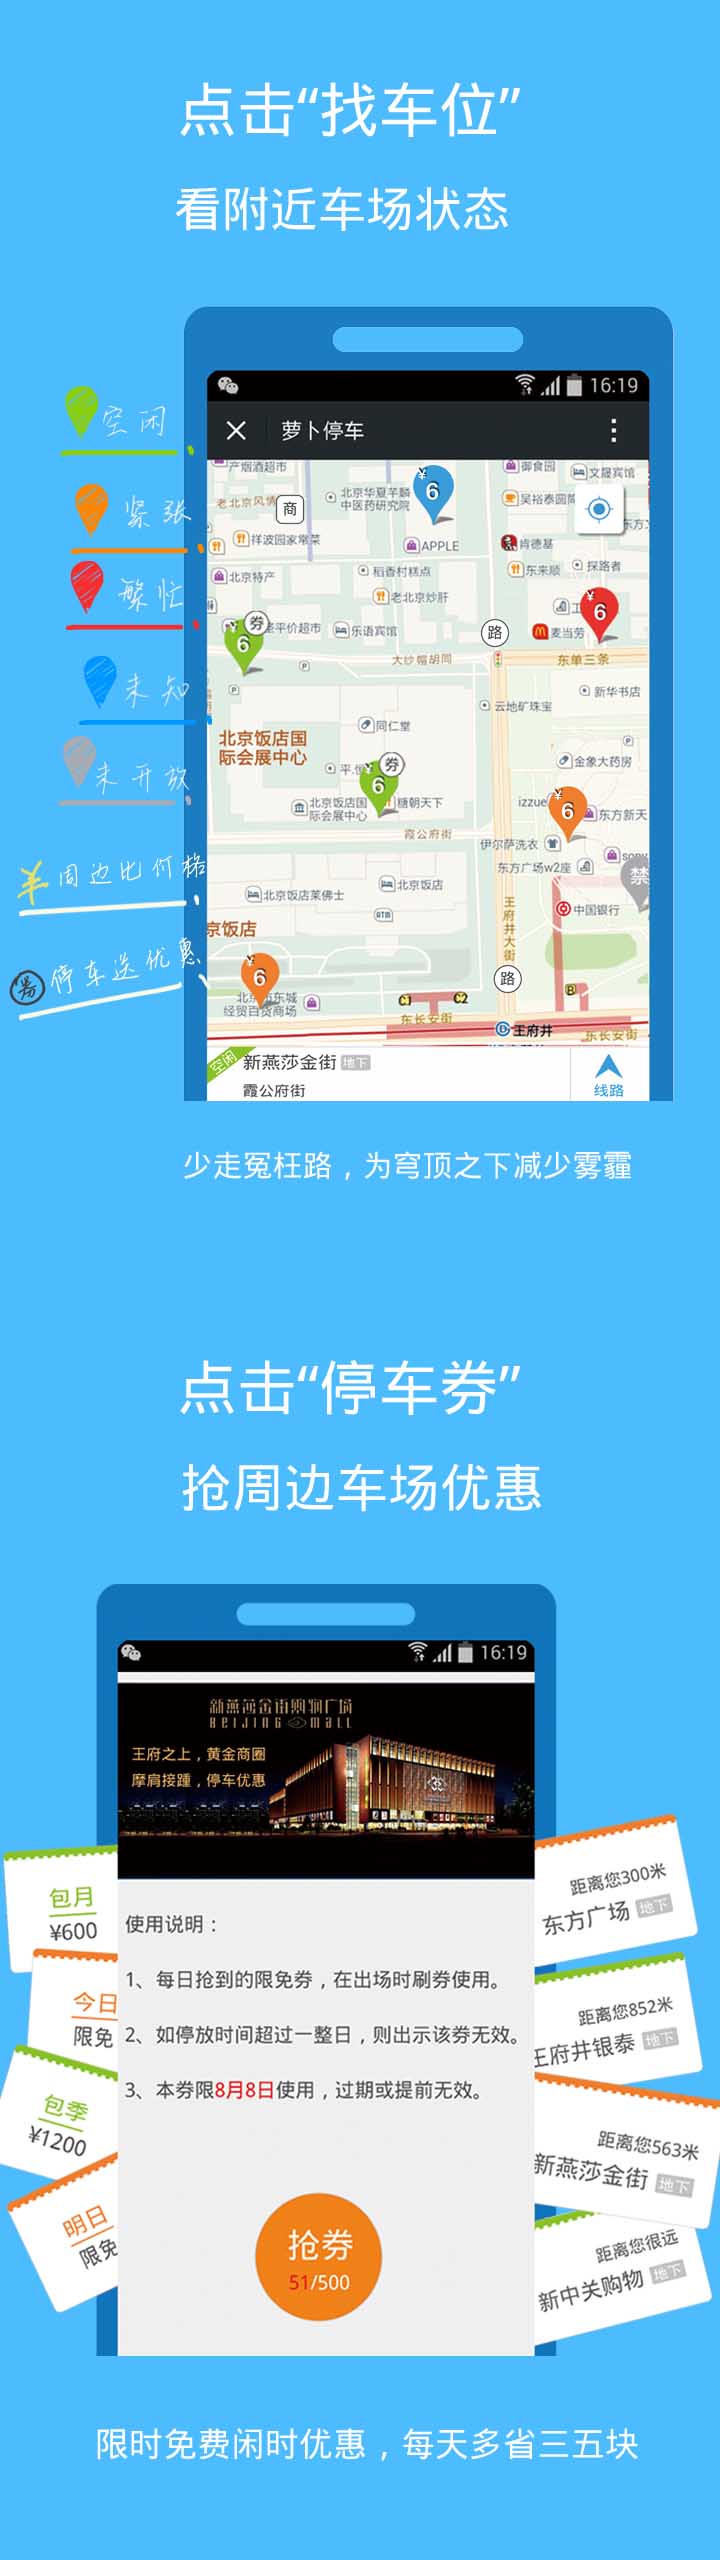 点击“找车位”
看附近车场状态
16:19
萝卜停车
空闲
紧张
繁忙
未知
未开放
¥周边比价格
券 停车送优惠
产烟酒超市
御食园
文晟宾馆
老北京风情
商
北京华夏芋麟
中医药研究院
¥
6
吴裕泰圆
东方
祥波园家常菜
APPLE
肯德基
北京特产
稻香村糕点
东来顺
探路者
老北京炒肝
工
¥
6
老平价超市
券
6
乐语宾馆
路
麦当劳
P
大纱帽胡同
东单三条
P
新华书店
云地矿珠宝
同仁堂
北京饭店国
际会展中心
P
金象大药房
平.恒
券
6
北京饭店国
际会展中心
糖朝天下
izzue
¥
6
东方新天
霞公府街
伊尔萨洗衣
sony
东方广场w2座
禁
北京饭店莱佛士
北京饭店
ATM
王府井大街
中国银行
京饭店
¥
6
路
北京市东城
经贸百货商场
C1
C2
B
东长安街
王府井
东长安街
空闲
新燕莎金街 地下
霞公府街
线路
少走冤枉路，为穹顶之下减少雾霾
点击“停车券”
抢周边车场优惠
16:19
新燕莎金街购物广场
BEIJING MALL
王府之上，黄金商圈
摩肩接踵，停车优惠
包月
¥600
今日
限免
包季
¥1200
明日
限免
使用说明：
1、每日抢到的限免券，在出场时刷券使用。
2、如停放时间超过一整日，则出示该券无效。
3、本券限8月8日使用，过期或提前无效。
抢券
51/500
距离您300米
东方广场 地下
距离您852米
王府井银泰 地下
距离您563米
新燕莎金街 地下
距离您很远
新中关购物 地下
限时免费闲时优惠，每天多省三五块